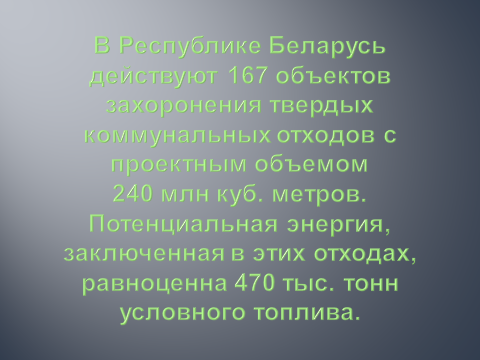 В Республике Беларусь
действуют 167 объектов
захоронения твердых
коммунальных отходов с
проектным объемом
240 млн куб. метров.
Потенциальная энергия,
заключенная в этих отходах,
равноценна 470 тыс. тонн
условного топлива.